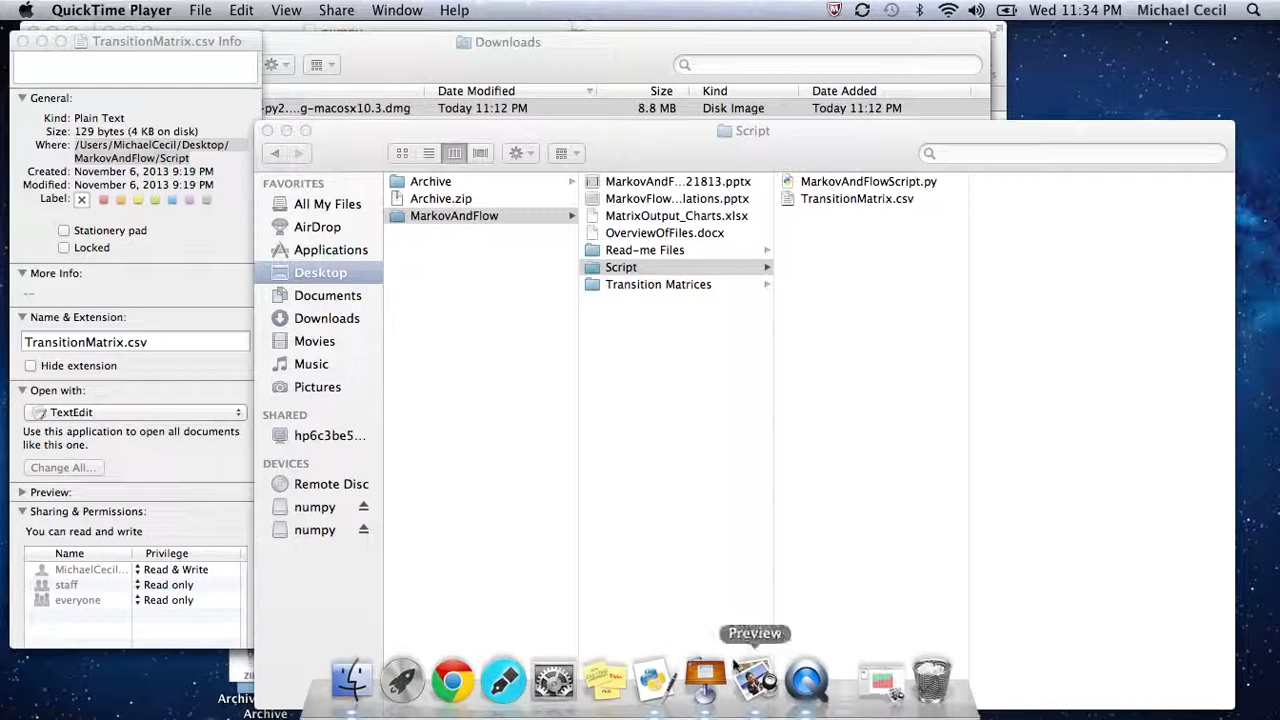 QuickTime Player File Edit View Share Window Help Wed 11:34 PM Michael Cecil
TransitionMatrix.csv Info
Downloads
Date Modified Size Kind Date Added
-py2....g-macosx10.3.dmg Today 11:12 PM 8.8 MB Disk Image Today 11:12 PM
General:
Kind: Plain Text
Size: 129 bytes (4 KB on disk)
Where: /Users/MichaelCecil/Desktop/
MarkovAndFlow/Script
Created: November 6, 2013 9:19 PM
Modified: November 6, 2013 9:19 PM
Label:
Stationery pad
Locked
More Info:
--
Name & Extension:
TransitionMatrix.csv
Hide extension
Open with:
TextEdit
Use this application to open all documents
like this one.
Change All...
Preview:
Sharing & Permissions:
You can read and write
Name Privilege
MichaelCecil... Read & Write
staff Read only
everyone Read only
Script
FAVORITES
All My Files
AirDrop
Applications
Desktop
Documents
Downloads
Movies
Music
Pictures
SHARED
hp6c3be5...
DEVICES
Remote Disc
numpy
numpy
Archive
Archive.zip
MarkovAndFlow
MarkovAndF...21813.pptx
MarkovFlow...lations.pptx
MatrixOutput_Charts.xlsx
OverviewOfFiles.docx
Read-me Files
Script
Transition Matrices
MarkovAndFlowScript.py
TransitionMatrix.csv
Preview
Archive